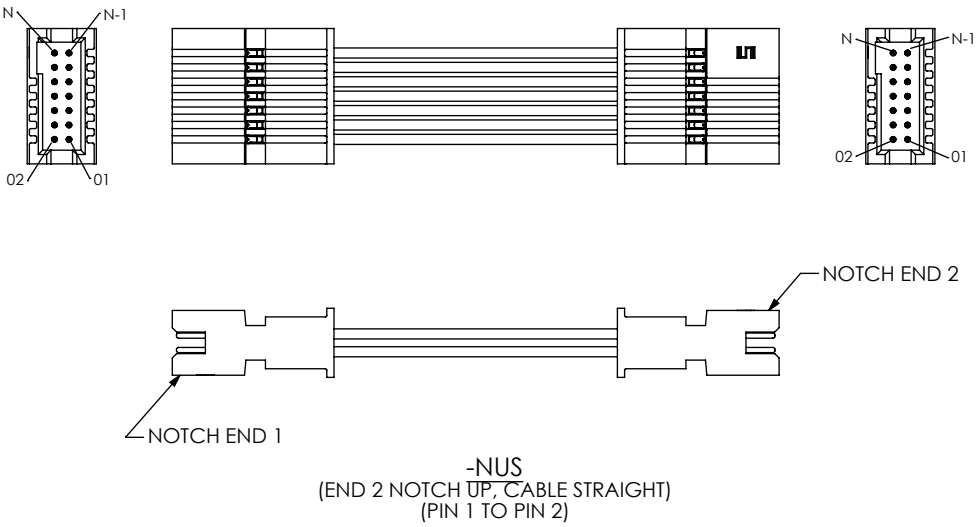 N
N-1
02
01
N
N-1
02
01
NOTCH END 2
NOTCH END 1
-NUS
(END 2 NOTCH UP, CABLE STRAIGHT)
(PIN 1 TO PIN 2)